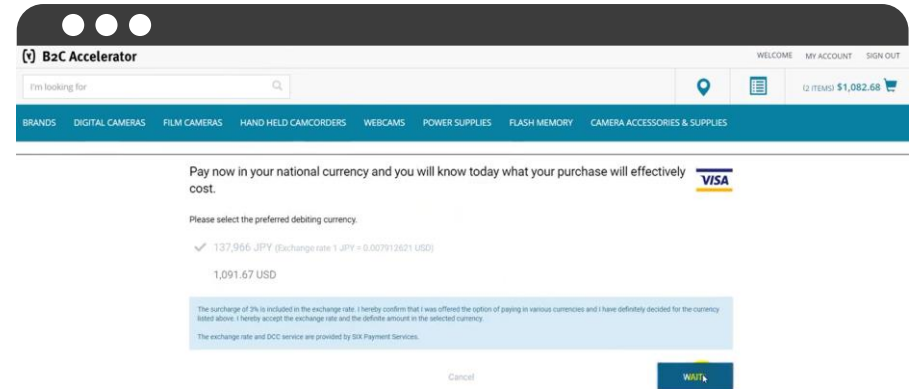 B2C Accelerator
WELCOME MY ACCOUNT SIGN OUT
I'm looking for
(2 ITEMS) $1,082.68
BRANDS DIGITAL CAMERAS FILM CAMERAS HAND HELD CAMCORDERS WEBCAMS POWER SUPPLIES FLASH MEMORY CAMERA ACCESSORIES & SUPPLIES
Pay now in your national currency and you will know today what your purchase will effectively
cost.
VISA
Please select the preferred debiting currency.
137,966 JPY (Exchange rate 1 JPY = 0.007912621 USD)
1,091.67 USD
The surcharge of 3% is included in the exchange rate. I hereby confirm that I was offered the option of paying in various currencies and I have definitely decided for the currency
listed above. I hereby accept the exchange rate and the definite amount in the selected currency.
The exchange rate and DCC service are provided by SIX Payment Services.
Cancel
WAIT